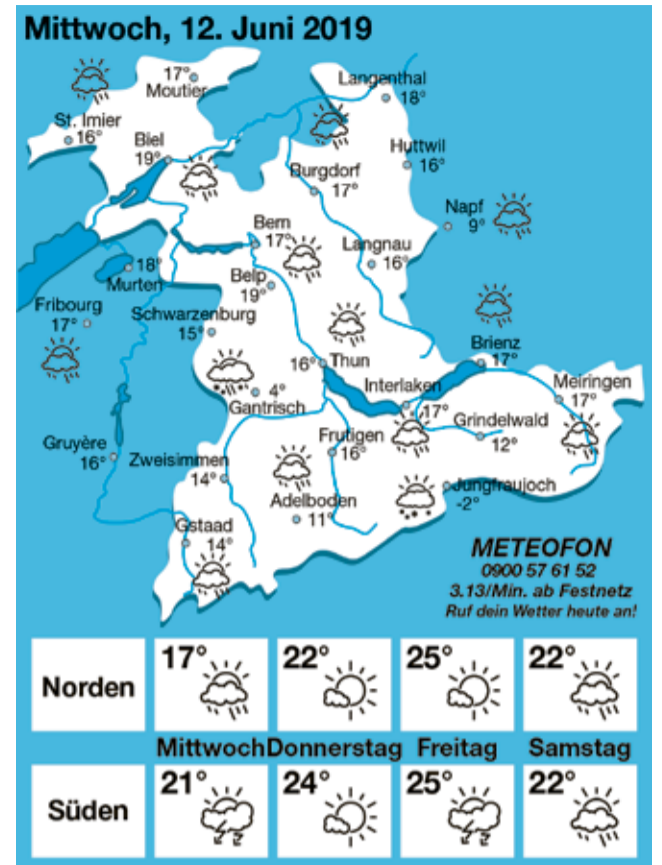 Mittwoch, 12. Juni 2019
17°
Moutier
Langenthal
18°
St. Imier
16°
Biel
19°
Huttwil
16°
Burgdorf
17°
Napf
9°
Bern
17°
Langnau
16°
18°
Murten
Belp
19°
Fribourg
17°
Schwarzenburg
15°
Brienz
17°
16° Thun
Interlaken
17°
Meiringen
17°
4°
Gantrisch
Grindelwald
12°
Gruyère
16°
Zweisimmen
14°
Frutigen
16°
Jungfraujoch
-2°
Adelboden
11°
Gstaad
14°
METEOFON
0900 57 61 52
3.13/Min. ab Festnetz
Ruf dein Wetter heute an!
Norden
17°
22°
25°
22°
Mittwoch Donnerstag Freitag Samstag
Süden
21°
24°
25°
22°